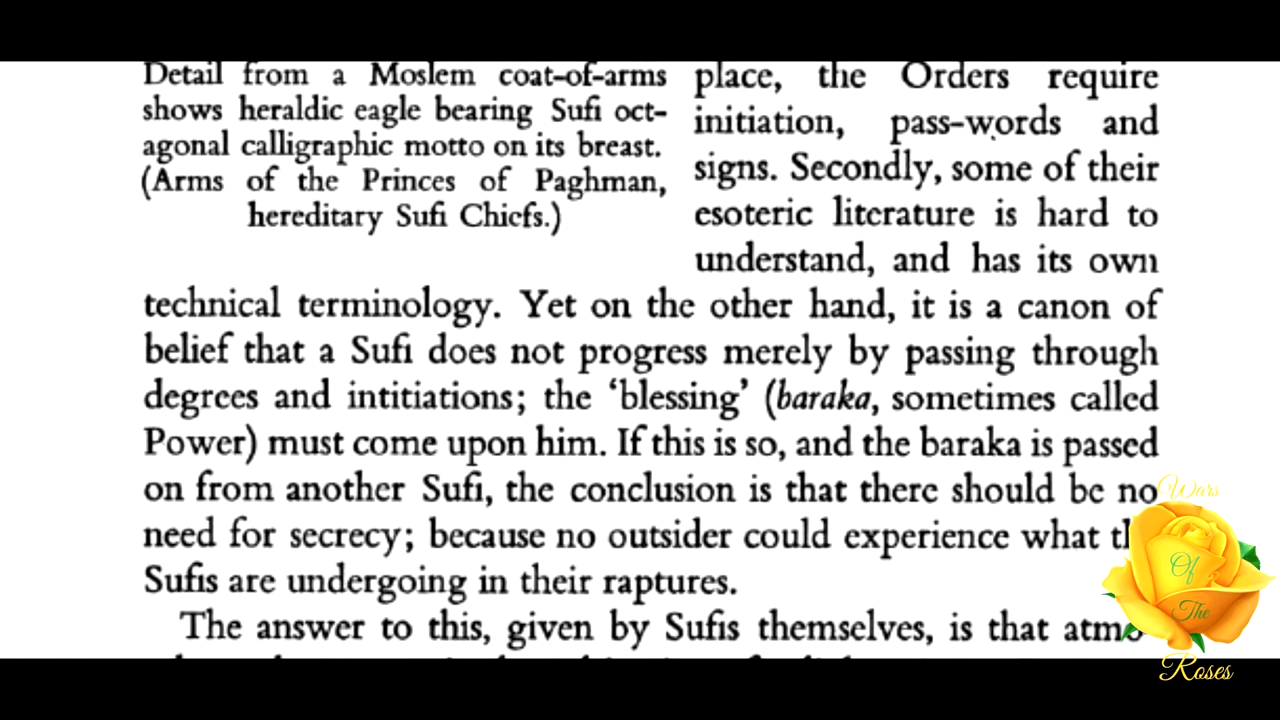 Detail from a Moslem coat-of-arms
shows heraldic eagle bearing Sufi oct-
agonal calligraphic motto on its breast.
(Arms of the Princes of Paghman,
hereditary Sufi Chiefs.)
place, the Orders require
initiation, pass-words and
signs. Secondly, some of their
esoteric literature is hard to
understand, and has its own
technical terminology. Yet on the other hand, it is a canon of
belief that a Sufi does not progress merely by passing through
degrees and intitiations; the ‘blessing’ (baraka, sometimes called
Power) must come upon him. If this is so, and the baraka is passed
on from another Sufi, the conclusion is that there should be no
need for secrecy; because no outsider could experience what
Sufis are undergoing in their raptures.
The answer to this, given by Sufis themselves, is that
Wars
Of
The
Roses